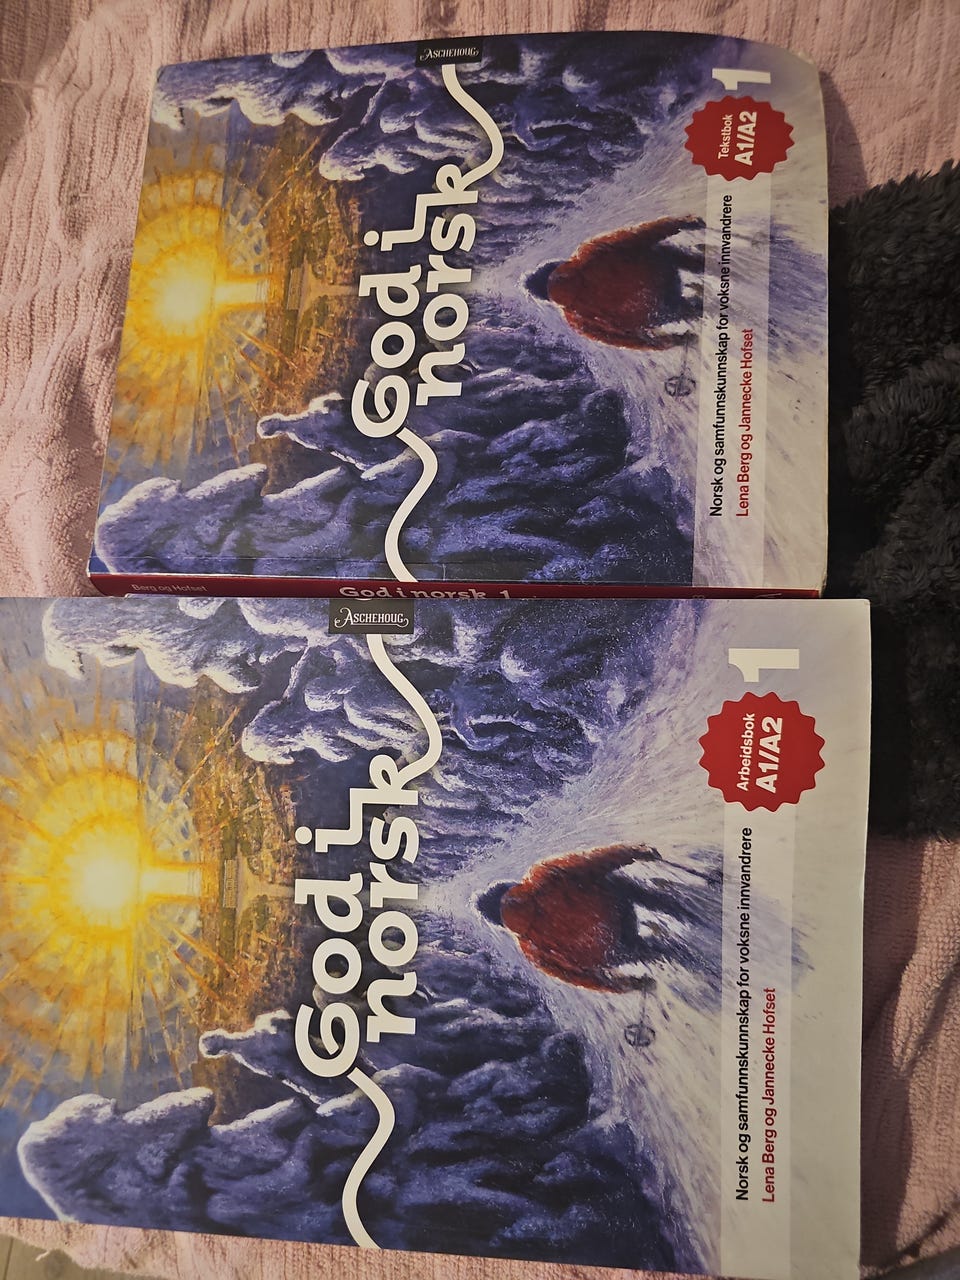 ASCHEHOUG
God i
norsk
1
Tekstbok
A1/A2
Norsk og samfunnskunnskap for voksne innvandrere
Lena Berg og Jannecke Hofset
Berg og Hofset
God i norsk 1
ASCHEHOUG
God i
norsk
1
Arbeidsbok
A1/A2
Norsk og samfunnskunnskap for voksne innvandrere
Lena Berg og Jannecke Hofset